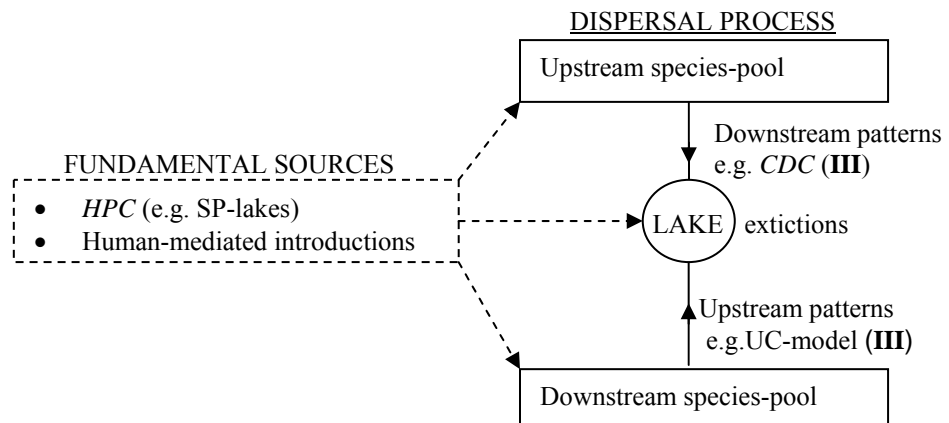 DISPERSAL PROCESS
Upstream species-pool
Downstream patterns
e.g. CDC (III)
FUNDAMENTAL SOURCES
• HPC (e.g. SP-lakes)
• Human-mediated introductions
LAKE
extictions
Upstream patterns
e.g.UC-model (III)
Downstream species-pool